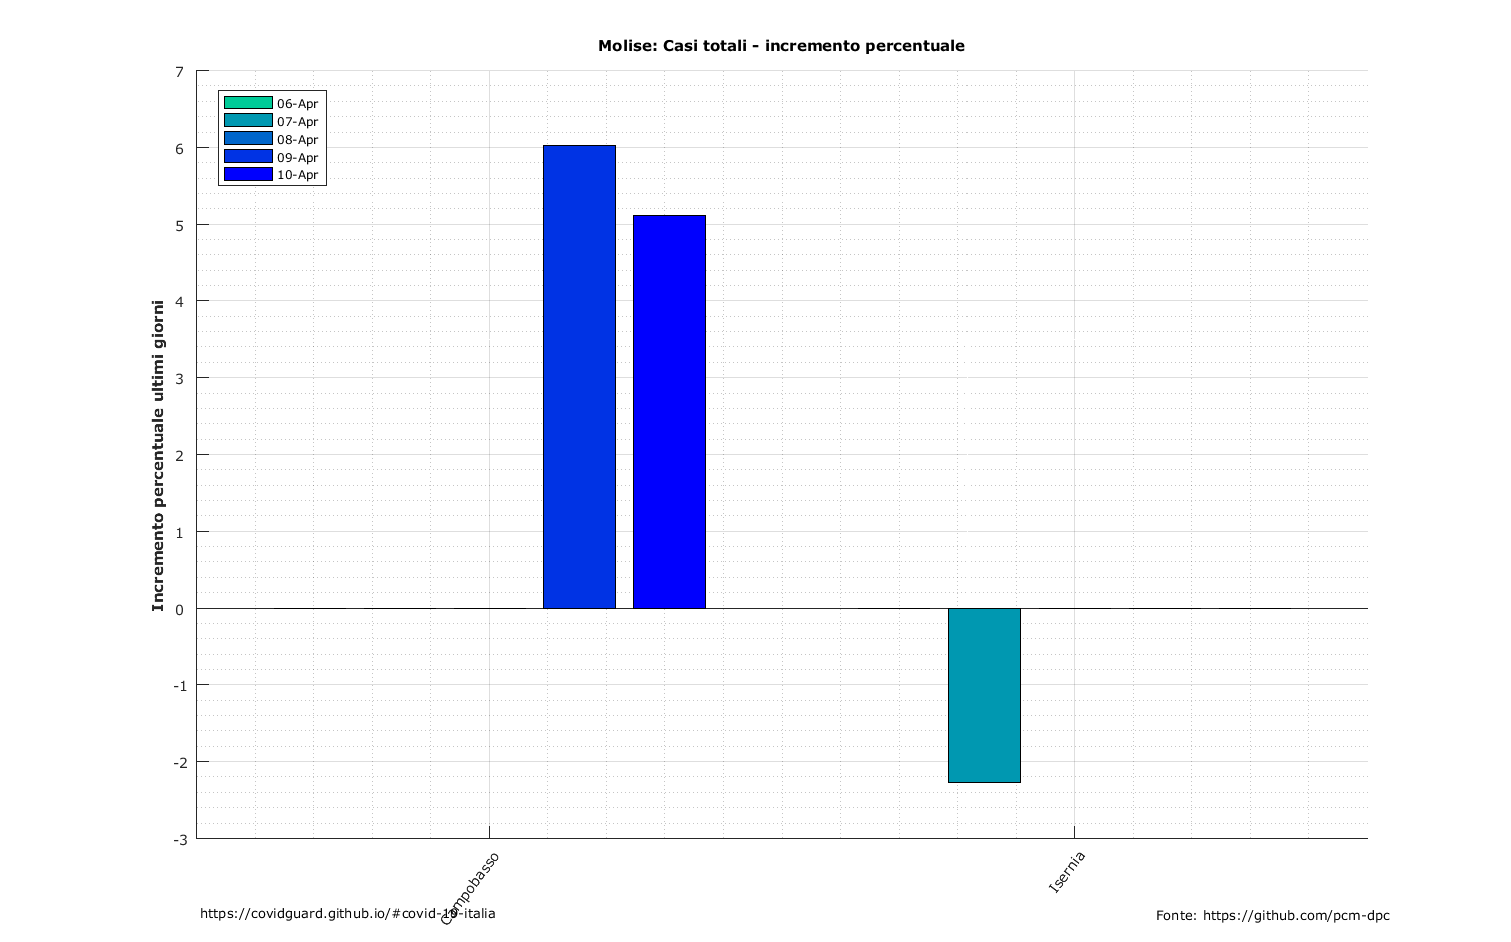 Molise: Casi totali - incremento percentuale
7
6
5
4
3
2
1
0
-1
-2
-3
Incremento percentuale ultimi giorni
06-Apr
07-Apr
08-Apr
09-Apr
10-Apr
Campobasso
Isernia
https://covidguard.github.io/#covid-19-italia
Fonte: https://github.com/pcm-dpc